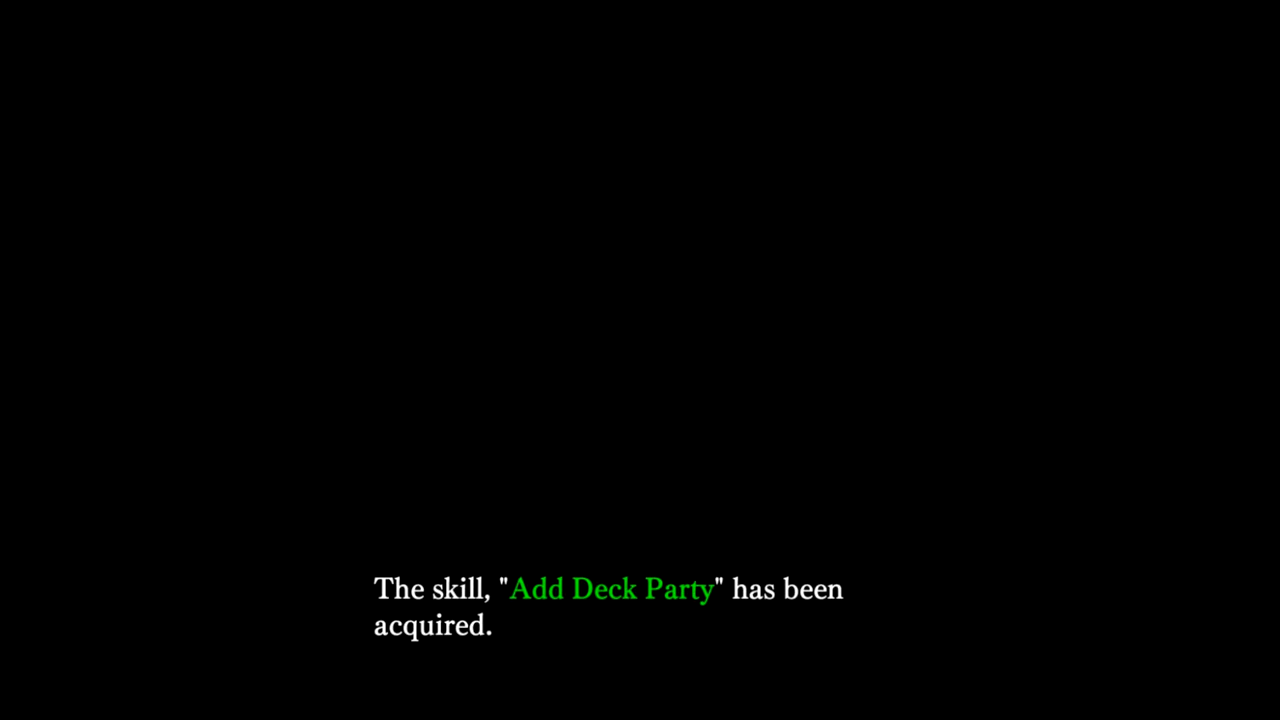 The skill, "Add Deck Party" has been
acquired.